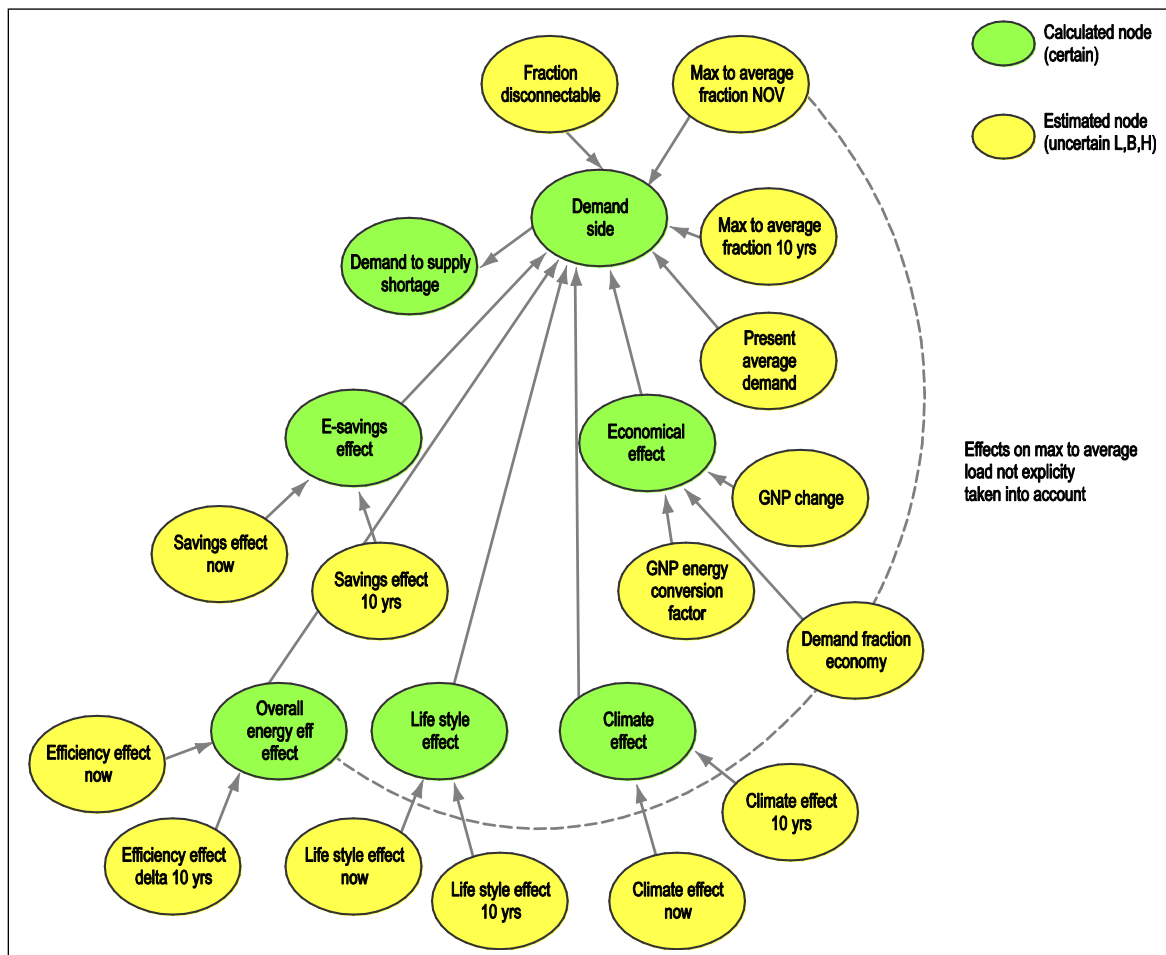 Calculated node
(certain)
Fraction
disconnectable
Max to average
fraction NOV
Estimated node
(uncertain L,B,H)
Demand
side
Max to average
fraction 10 yrs
Demand to supply
shortage
Present
average
demand
E-savings
effect
Economical
effect
Effects on max to average
load not explicity
taken into account
GNP change
Savings effect
now
Savings effect
10 yrs
GNP energy
conversion
factor
Demand fraction
economy
Overall
energy eff
effect
Life style
effect
Climate
effect
Efficiency effect
now
Climate effect
10 yrs
Efficiency effect
delta 10 yrs
Life style effect
now
Life style effect
10 yrs
Climate effect
now